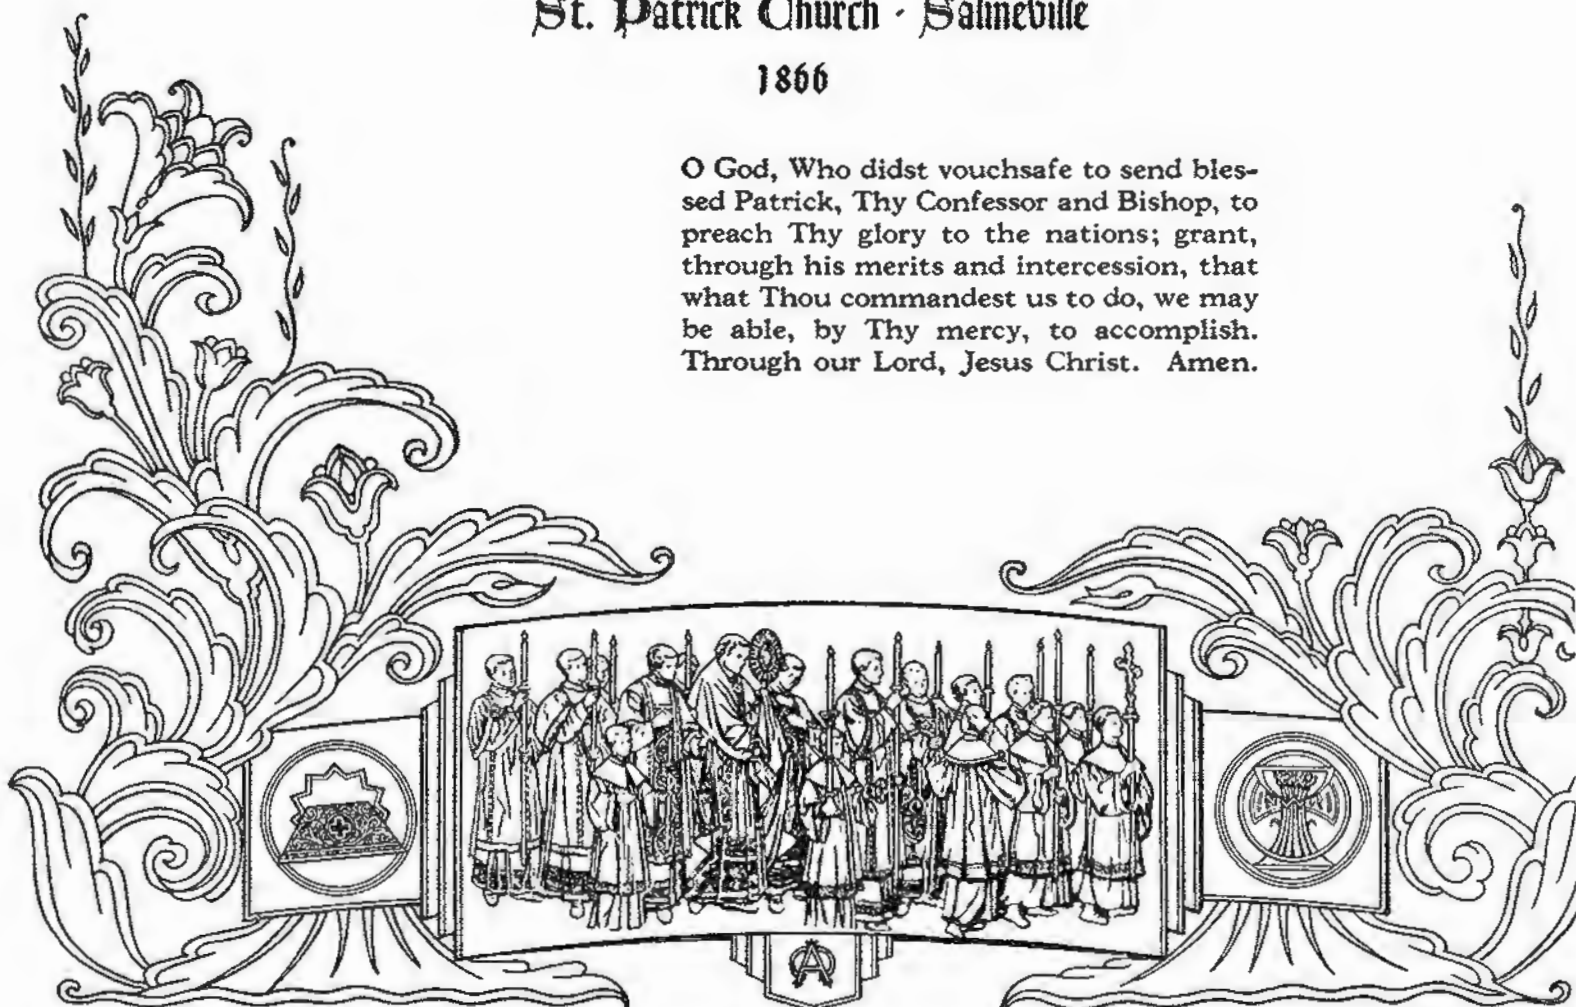 St. Patrick Church · Salineville
1866
O God, Who didst vouchsafe to send bles-
sed Patrick, Thy Confessor and Bishop, to
preach Thy glory to the nations; grant,
through his merits and intercession, that
what Thou commandest us to do, we may
be able, by Thy mercy, to accomplish.
Through our Lord, Jesus Christ. Amen.